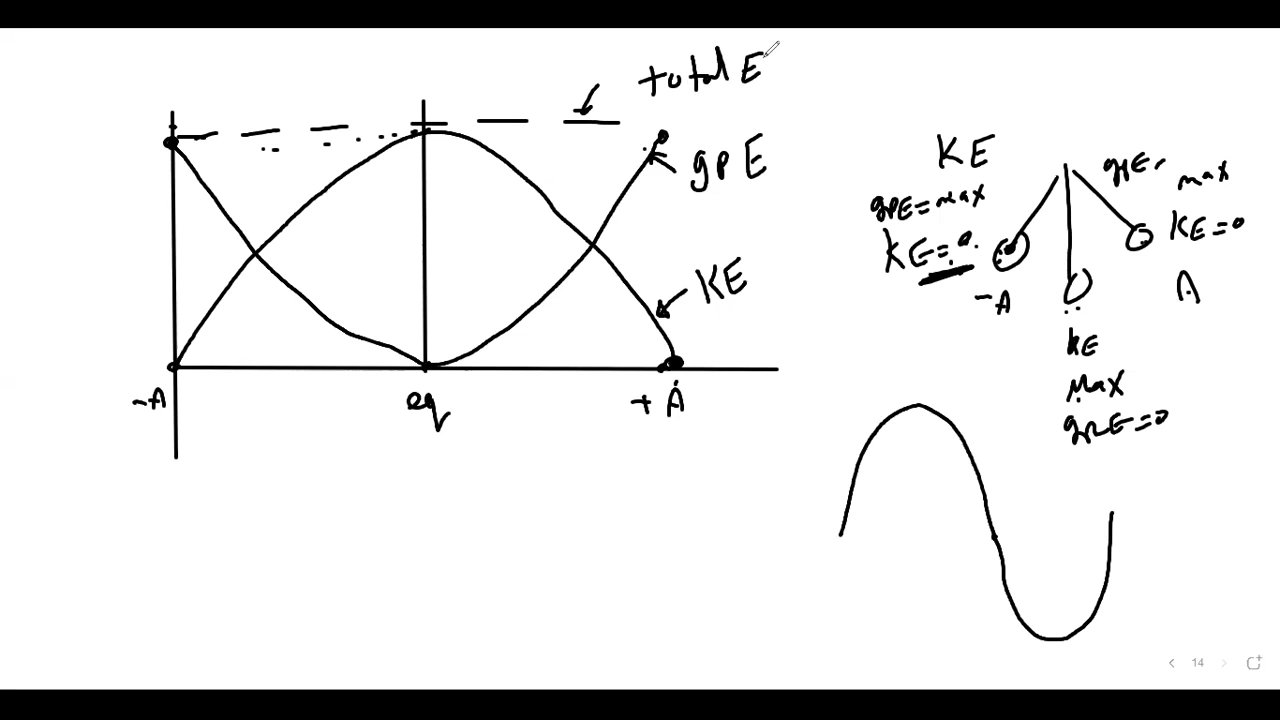 total E
gPE
KE
-A
eq
+ A
KE
gPE = max
KE = 0
-A
gPE,
max
KE = 0
A
KE
Max
gPE = 0
14